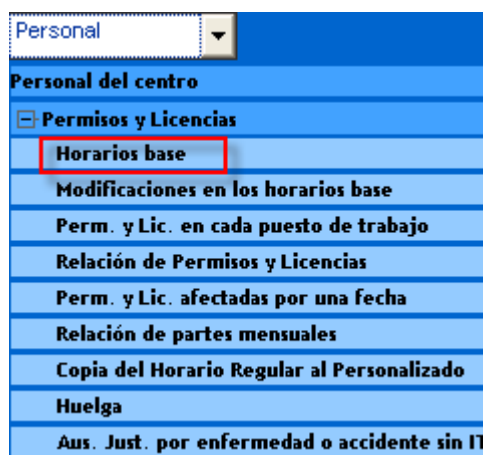 Personal
Personal del centro
Permisos y Licencias
Horarios base
Modificaciones en los horarios base
Perm. y Lic. en cada puesto de trabajo
Relación de Permisos y Licencias
Perm. y Lic. afectadas por una fecha
Relación de partes mensuales
Copia del Horario Regular al Personalizado
Huelga
Aus. Just. por enfermedad o accidente sin IT